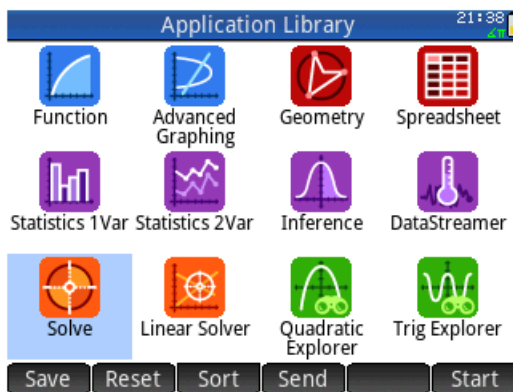 Application Library
21:38
∡π
Function
Advanced Graphing
Geometry
Spreadsheet
Statistics 1Var
Statistics 2Var
Inference
DataStreamer
Solve
Linear Solver
Quadratic Explorer
Trig Explorer
Save
Reset
Sort
Send
Start